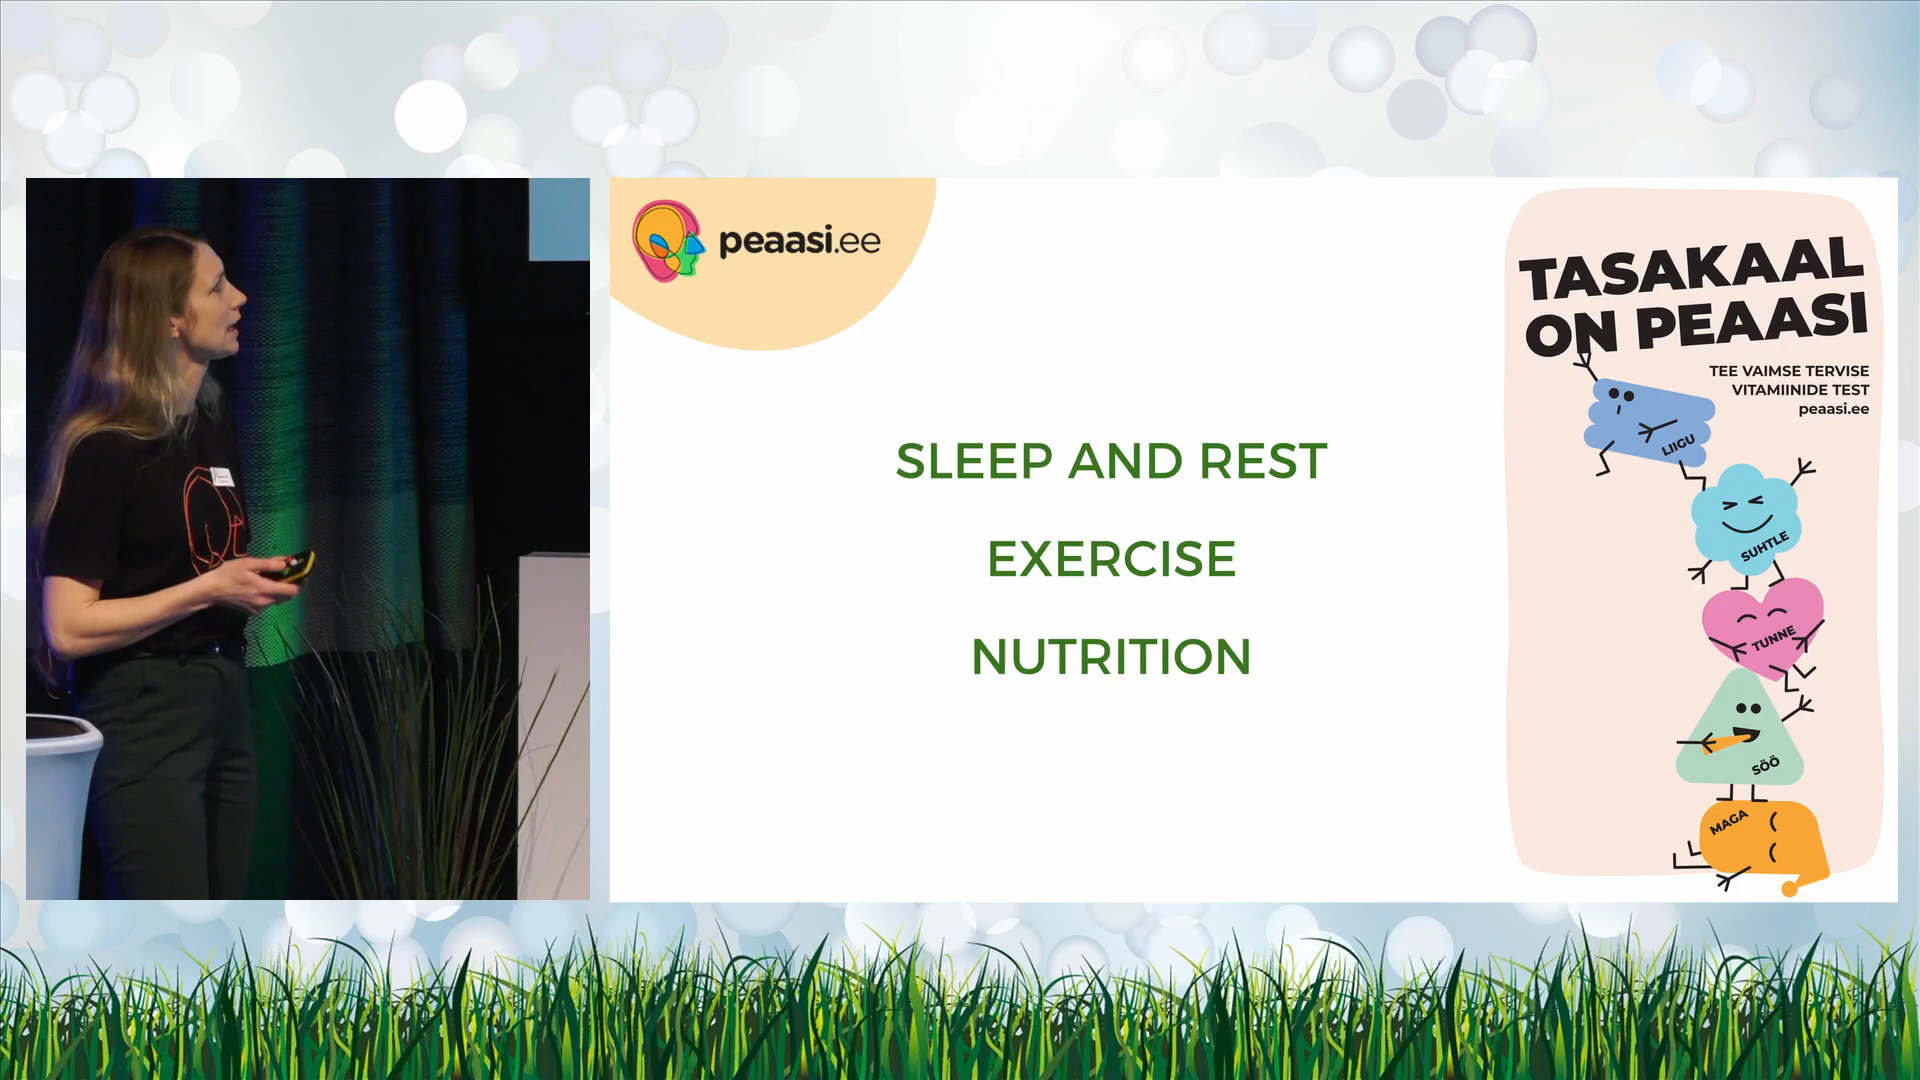 peaasi.ee
SLEEP AND REST
EXERCISE
NUTRITION
TASAKAAL
ON PEAASI
TEE VAIMSE TERVISE
VITAMIINIDE TEST
peaasi.ee
LIIGU
SUHTLE
TUNNE
SÖÖ
MAGA